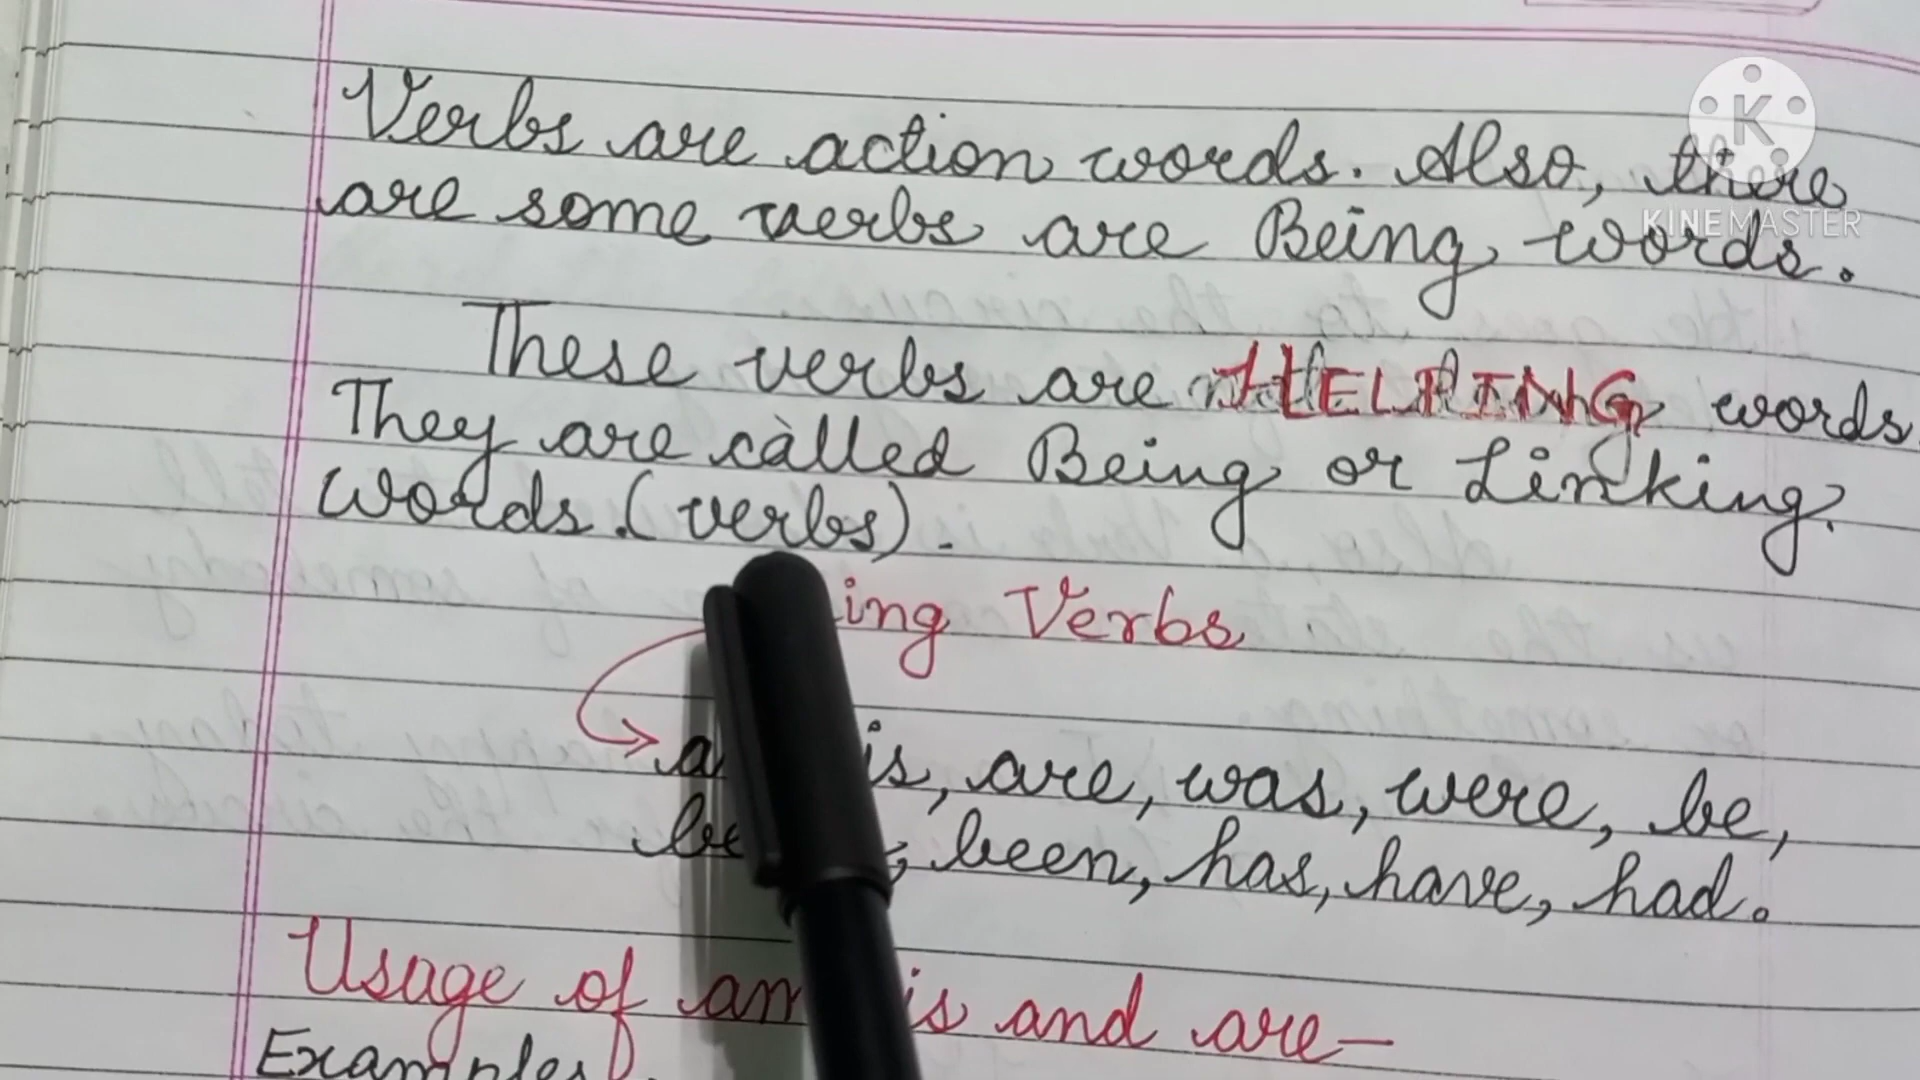 Verbs are action words. Also, there
are some verbs are Being words.
These verbs are HELPING words.
They are called Being or Linking
words.(verbs).
ing Verbs
is, are, was, were, be,
been, has, have, had.
Usage of am is and are-
Examples
K
KINEMASTER